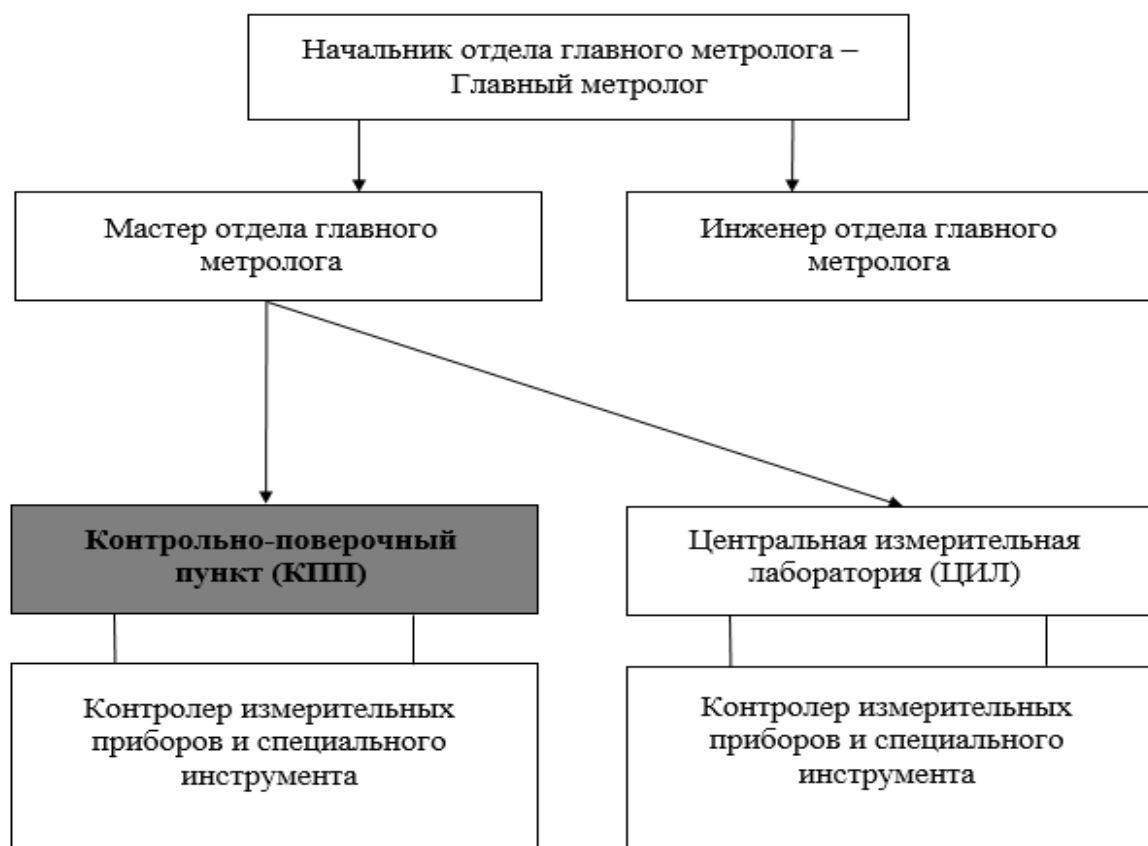 Начальник отдела главного метролога –
Главный метролог
Мастер отдела главного
метролога
Инженер отдела главного
метролога
Контрольно-поверочный
пункт (КПП)
Центральная измерительная
лаборатория (ЦИЛ)
Контролер измерительных
приборов и специального
инструмента
Контролер измерительных
приборов и специального
инструмента